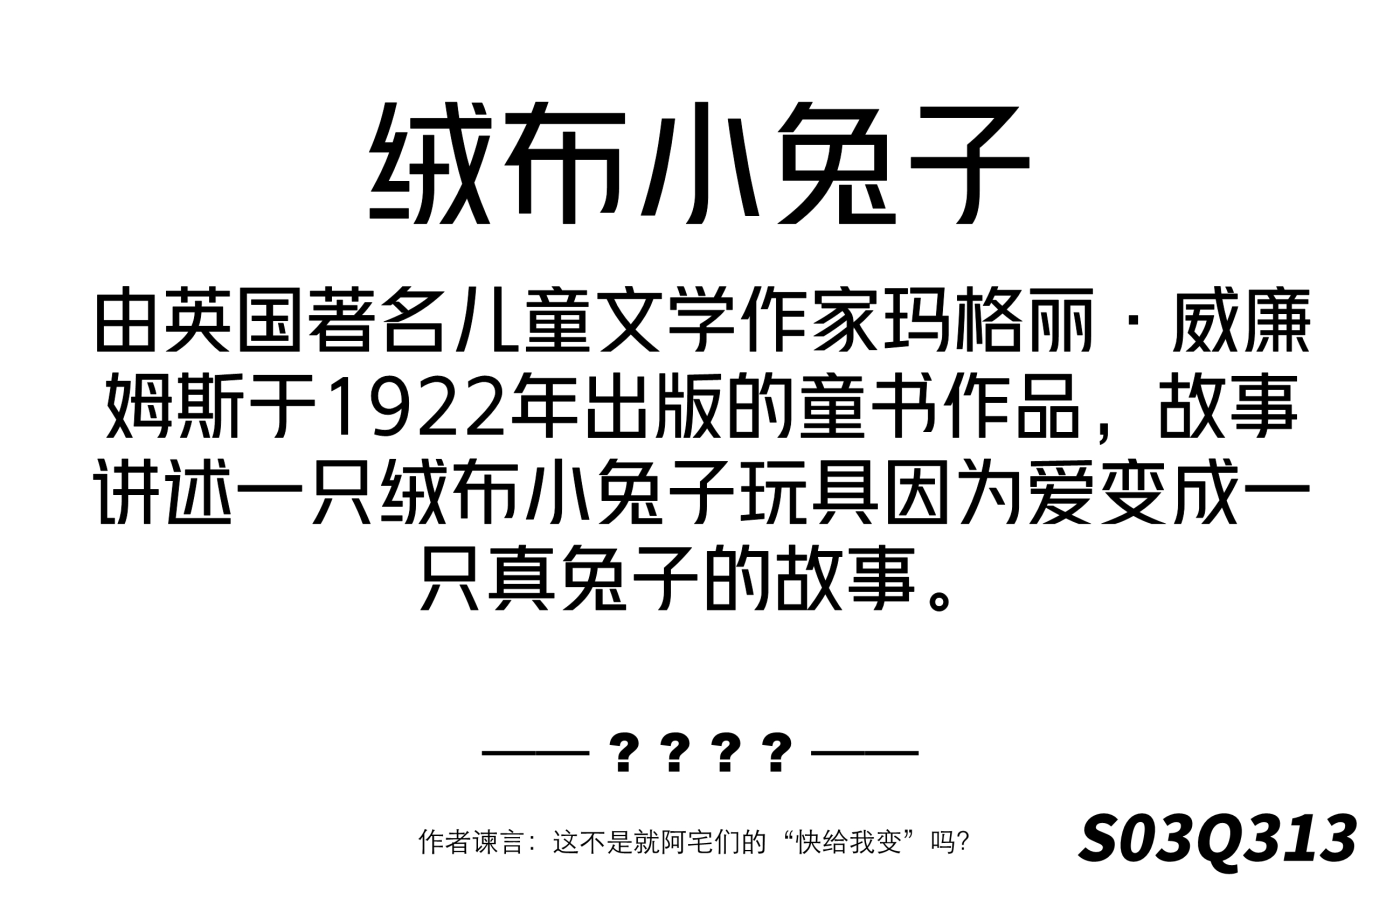 绒布小兔子
由英国著名儿童文学作家玛格丽·威廉
姆斯于1922年出版的童书作品，故事
讲述一只绒布小兔子玩具因为爱变成一
只真兔子的故事。
——？？？？——
作者谏言：这不是就阿宅们的“快给我变”吗？
S03Q313